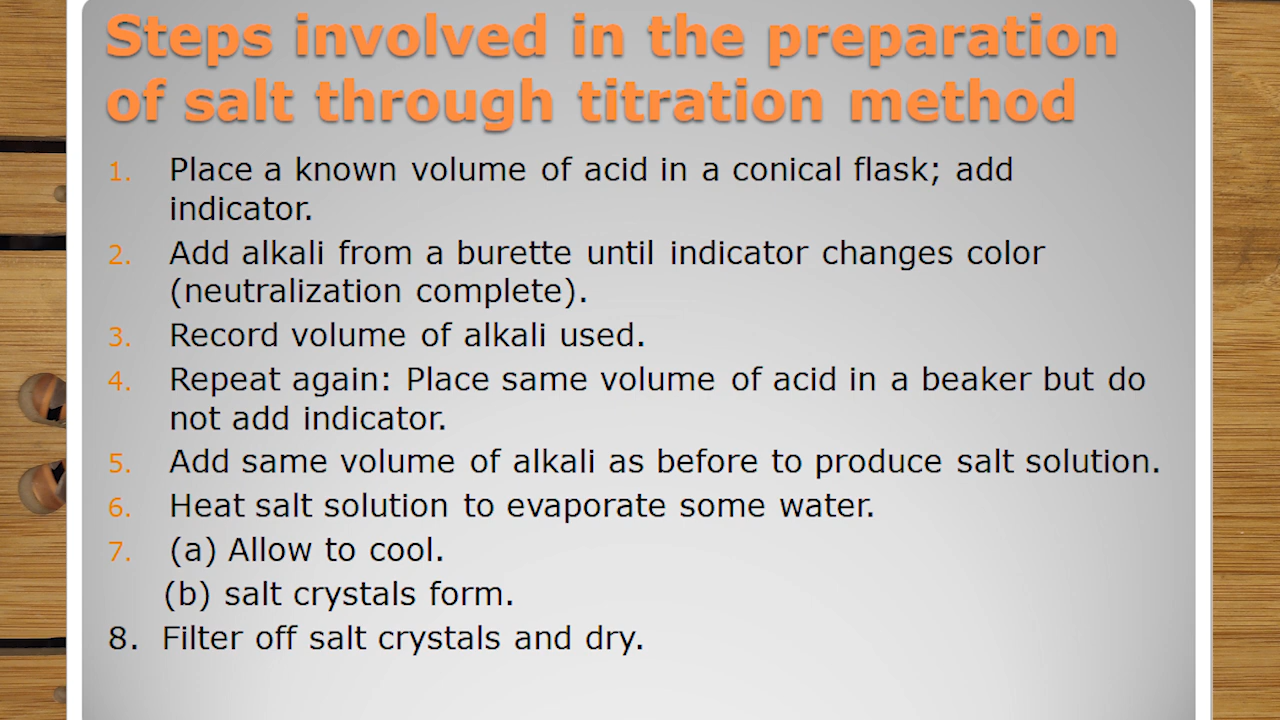 Steps involved in the preparation
of salt through titration method
1. Place a known volume of acid in a conical flask; add
indicator.
2. Add alkali from a burette until indicator changes color
(neutralization complete).
3. Record volume of alkali used.
4. Repeat again: Place same volume of acid in a beaker but do
not add indicator.
5. Add same volume of alkali as before to produce salt solution.
6. Heat salt solution to evaporate some water.
7. (a) Allow to cool.
(b) salt crystals form.
8. Filter off salt crystals and dry.